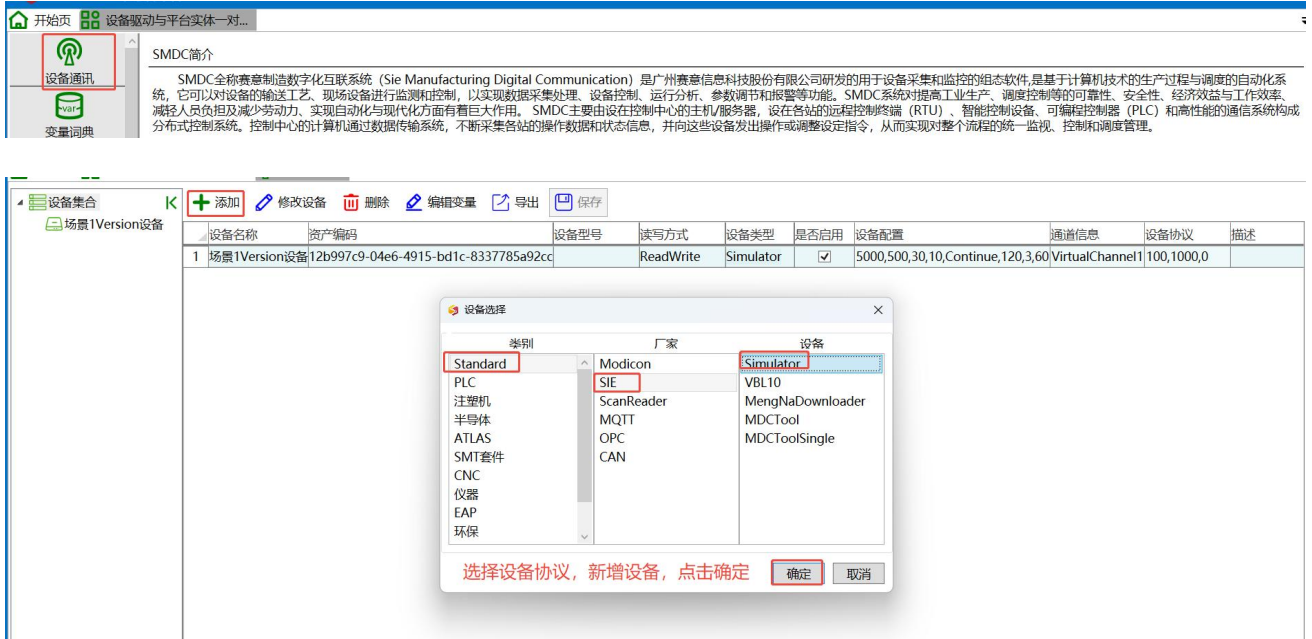 开始页 设备驱动与平台实体一对...
设备通讯
变量词典
SMDC简介
SMDC全称赛意制造数字化互联系统（Sie Manufacturing Digital Communication）是广州赛意信息科技股份有限公司研发的用于设备采集和监控的组态软件,是基于计算机技术的生产过程与调度的自动化系
统，它可以对设备的输送工艺、现场设备进行监测和控制，以实现数据采集处理、设备控制、运行分析、参数调节和报警等功能。SMDC系统对提高工业生产、调度控制等的可靠性、安全性、经济效益与工作效率、
减轻人员负担及减少劳动力、实现自动化与现代化方面有着巨大作用。 SMDC主要由设在控制中心的主机/服务器，设在各站的远程控制终端（RTU）、智能控制设备、可编程控制器（PLC）和高性能的通信系统构成
分布式控制系统。控制中心的计算机通过数据传输系统，不断采集各站的操作数据和状态信息，并向这些设备发出操作或调整设定指令，从而实现对整个流程的统一监视、控制和调度管理。
设备集合
场景1Version设备
添加 修改设备 删除 编辑变量 导出 保存
设备名称 资产编码 设备型号 读写方式 设备类型 是否启用 设备配置 通道信息 设备协议 描述
1 场景1Version设备 12b997c9-04e6-4915-bd1c-8337785a92cc ReadWrite Simulator 5000,500,30,10,Continue,120,3,60 VirtualChannel1 100,1000,0
设备选择
类别 厂家 设备
Standard Modicon Simulator
PLC SIE VBL10
注塑机 ScanReader MengNaDownloader
半导体 MQTT MDCTool
ATLAS OPC MDCToolSingle
SMT套件 CAN
CNC
仪器
EAP
环保
选择设备协议，新增设备，点击确定 确定 取消